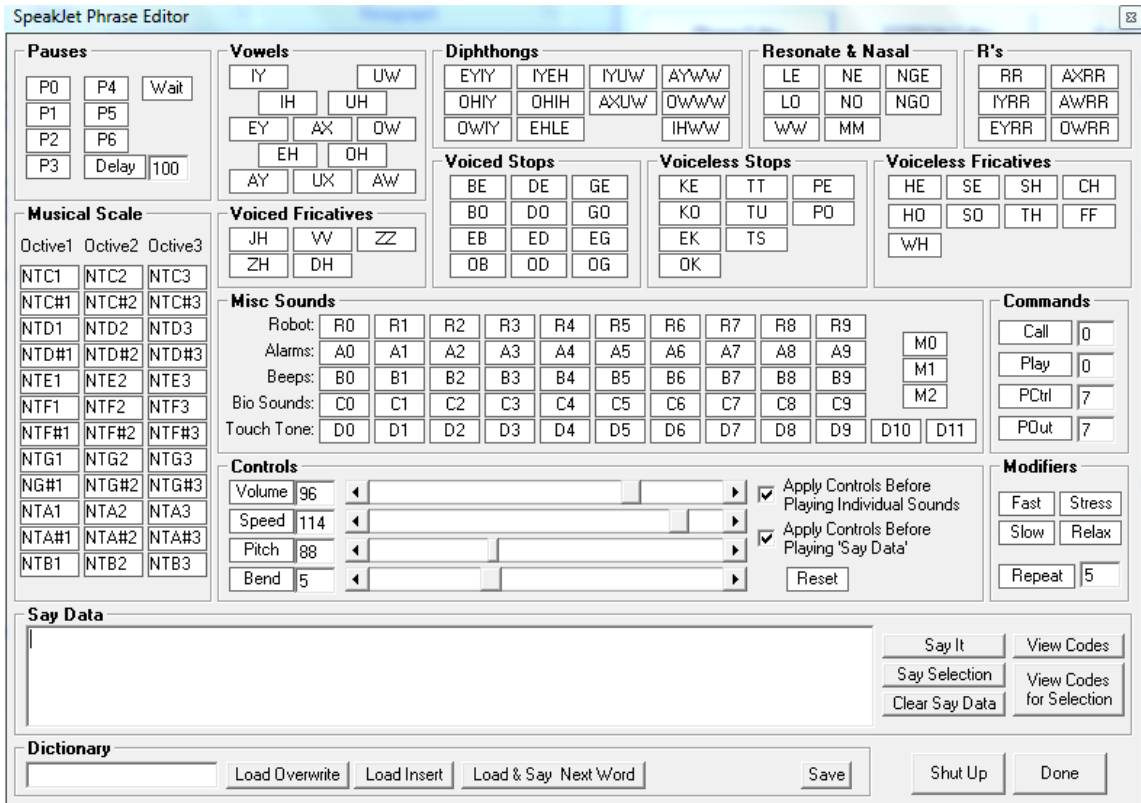 SpeakJet Phrase Editor
Pauses
P0 P4 Wait
P1 P5
P2 P6
P3 Delay 100
Vowels
IY UW
IH UH
EY AX OW
EH OH
AY UX AW
Diphthongs
EYIY IYEH IYUW AYWW
OHIY OHIH AXUW OWWW
OWIY EHLE IHWW
Resonate & Nasal
LE NE NGE
LO NO NGO
WW MM
R's
RR AXRR
IYRR AWRR
EYRR OWRR
Voiced Stops
BE DE GE
BO DO GO
EB ED EG
OB OD OG
Voiceless Stops
KE TT PE
KO TU PO
EK TS
OK
Voiceless Fricatives
HE SE SH CH
HO SO TH FF
WH
Musical Scale
Octive1 Octive2 Octive3
NTC1 NTC2 NTC3
NTC#1 NTC#2 NTC#3
NTD1 NTD2 NTD3
NTD#1 NTD#2 NTD#3
NTE1 NTE2 NTE3
NTF1 NTF2 NTF3
NTF#1 NTF#2 NTF#3
NTG1 NTG2 NTG3
NG#1 NTG#2 NTG#3
NTA1 NTA2 NTA3
NTA#1 NTA#2 NTA#3
NTB1 NTB2 NTB3
Voiced Fricatives
JH VV ZZ
ZH DH
Misc Sounds
Robot: R0 R1 R2 R3 R4 R5 R6 R7 R8 R9
Alarms: A0 A1 A2 A3 A4 A5 A6 A7 A8 A9
Beeps: B0 B1 B2 B3 B4 B5 B6 B7 B8 B9
Bio Sounds: C0 C1 C2 C3 C4 C5 C6 C7 C8 C9
Touch Tone: D0 D1 D2 D3 D4 D5 D6 D7 D8 D9 D10 D11
M0
M1
M2
Commands
Call 0
Play 0
PCtrl 7
POut 7
Controls
Volume 96
Speed 114
Pitch 88
Bend 5
Apply Controls Before
Playing Individual Sounds
Apply Controls Before
Playing 'Say Data'
Reset
Modifiers
Fast Stress
Slow Relax
Repeat 5
Say Data
Say It View Codes
Say Selection View Codes
for Selection
Clear Say Data
Dictionary
Load Overwrite Load Insert Load & Say Next Word Save
Shut Up Done